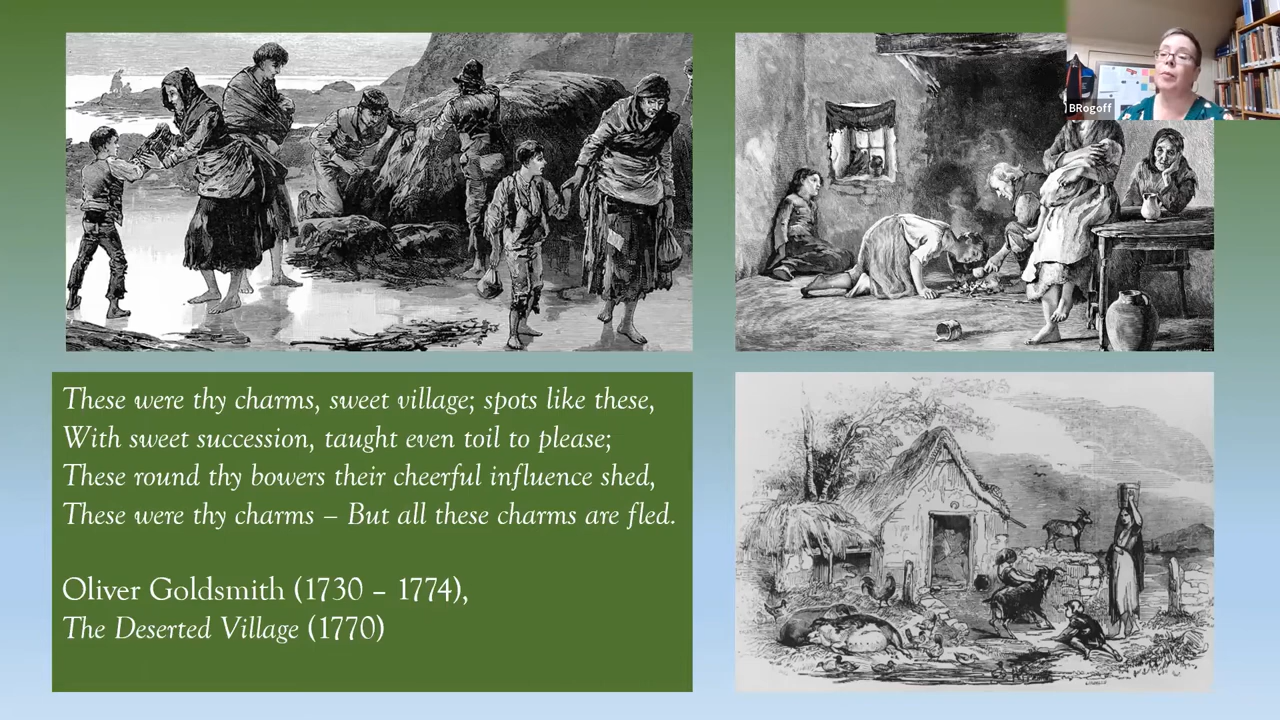 BRogoff
These were thy charms, sweet village; spots like these,
With sweet succession, taught even toil to please;
These round thy bowers their cheerful influence shed,
These were thy charms – But all these charms are fled.
Oliver Goldsmith (1730 – 1774),
The Deserted Village (1770)